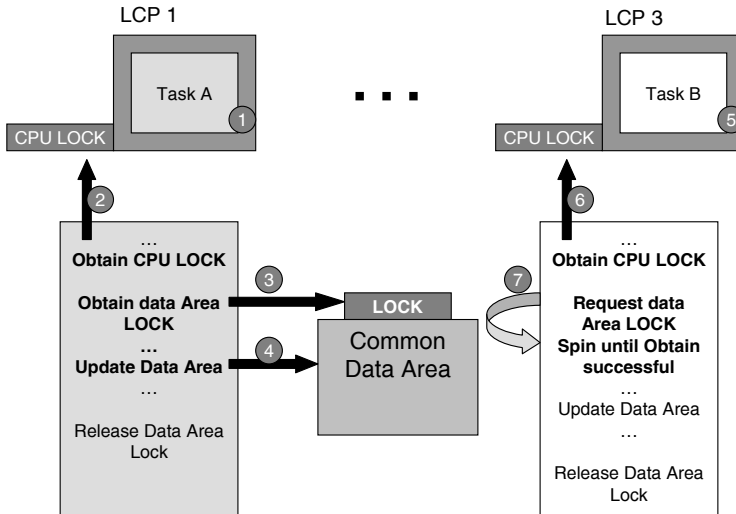 LCP 1
LCP 3
Task A
1
CPU LOCK
...
Task B
5
CPU LOCK
2
6
...
Obtain CPU LOCK
Obtain data Area
LOCK
...
Update Data Area
...
Release Data Area
Lock
3
4
LOCK
Common
Data Area
7
...
Obtain CPU LOCK
Request data
Area LOCK
Spin until Obtain
successful
...
Update Data Area
...
Release Data Area
Lock